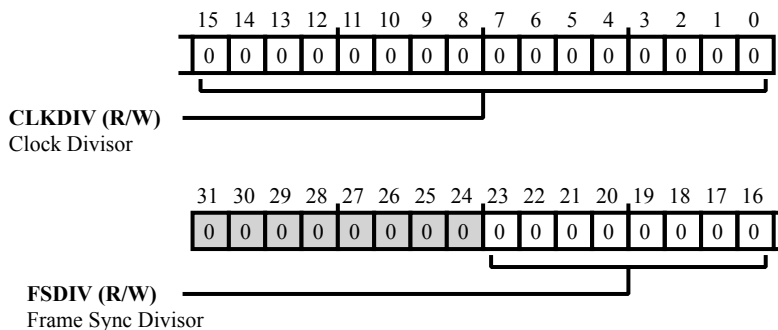 15 14 13 12 11 10 9 8 7 6 5 4 3 2 1 0
0 0 0 0 0 0 0 0 0 0 0 0 0 0 0 0
CLKDIV (R/W)
Clock Divisor
31 30 29 28 27 26 25 24 23 22 21 20 19 18 17 16
0 0 0 0 0 0 0 0 0 0 0 0 0 0 0 0
FSDIV (R/W)
Frame Sync Divisor